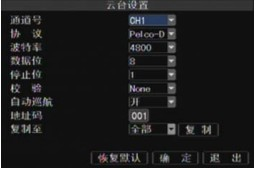 云台设置
通道号 CH1
协 议 Pelco-D
波特率 4800
数据位 8
停止位 1
校 验 None
自动巡航 开
地址码 001
复制至 全部 复 制
恢复默认 确 定 退 出